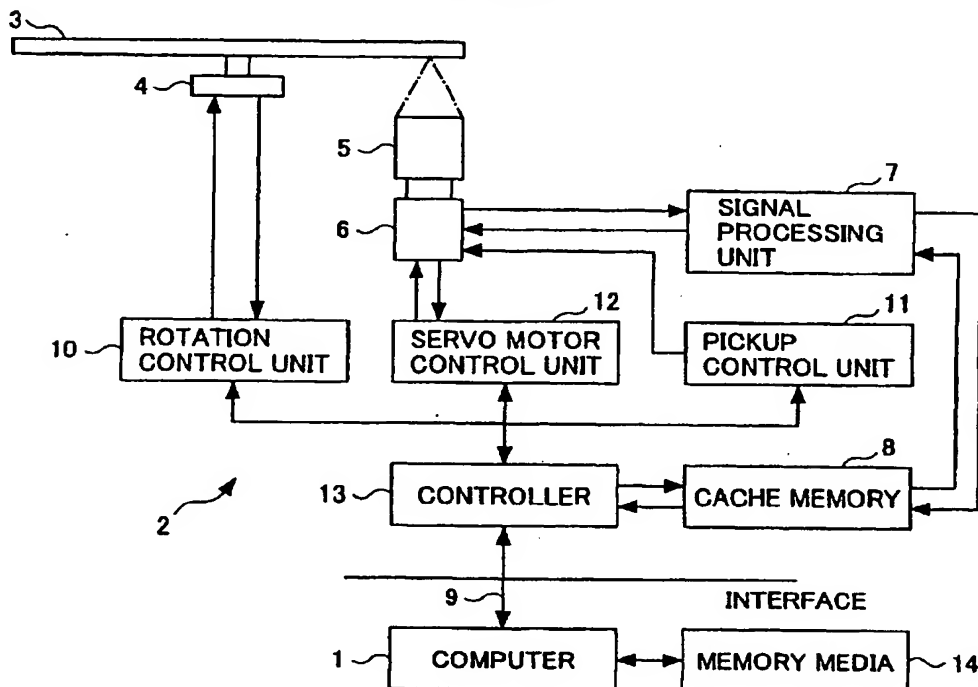 3
4
5
7
SIGNAL
PROCESSING
UNIT
6
12
11
10
ROTATION
CONTROL UNIT
SERVO MOTOR
CONTROL UNIT
PICKUP
CONTROL UNIT
8
13
CONTROLLER
CACHE MEMORY
2
9
INTERFACE
1
COMPUTER
MEMORY MEDIA
14